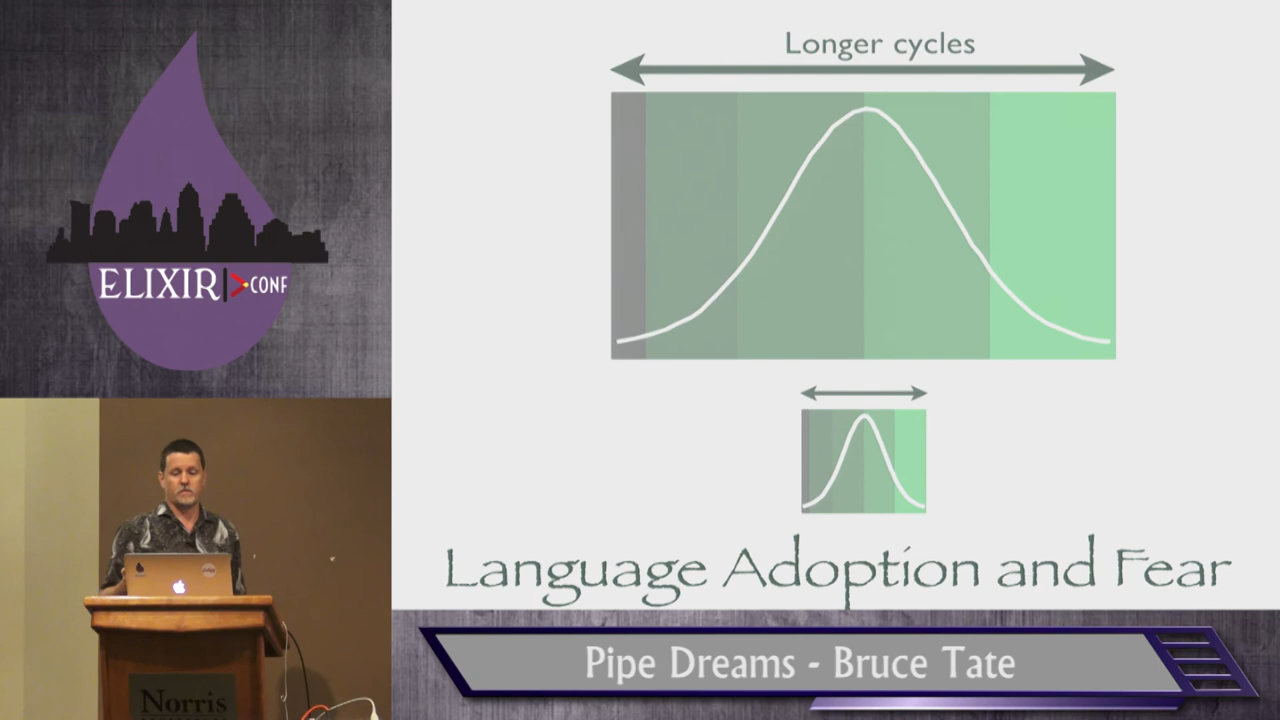 Longer cycles
ELIXIR CONF
Language Adoption and Fear
Pipe Dreams - Bruce Tate
Norris